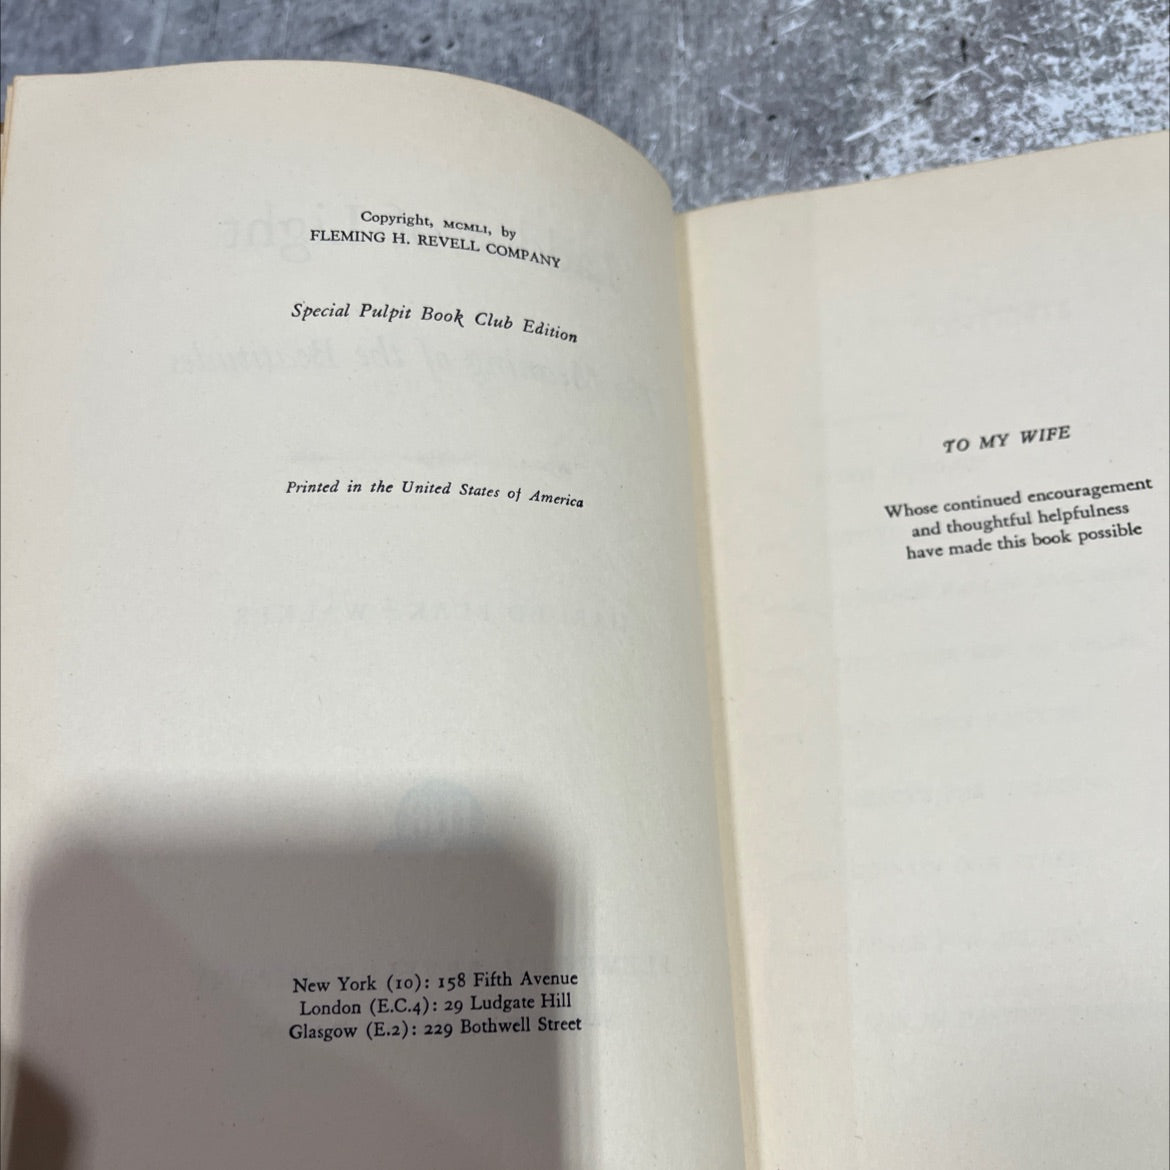 Copyright, MCMLI, by
FLEMING H. REVELL COMPANY
Special Pulpit Book Club Edition
Printed in the United States of America
New York (10): 158 Fifth Avenue
London (E.C.4): 29 Ludgate Hill
Glasgow (E.2): 229 Bothwell Street
TO MY WIFE
Whose continued encouragement
and thoughtful helpfulness
have made this book possible